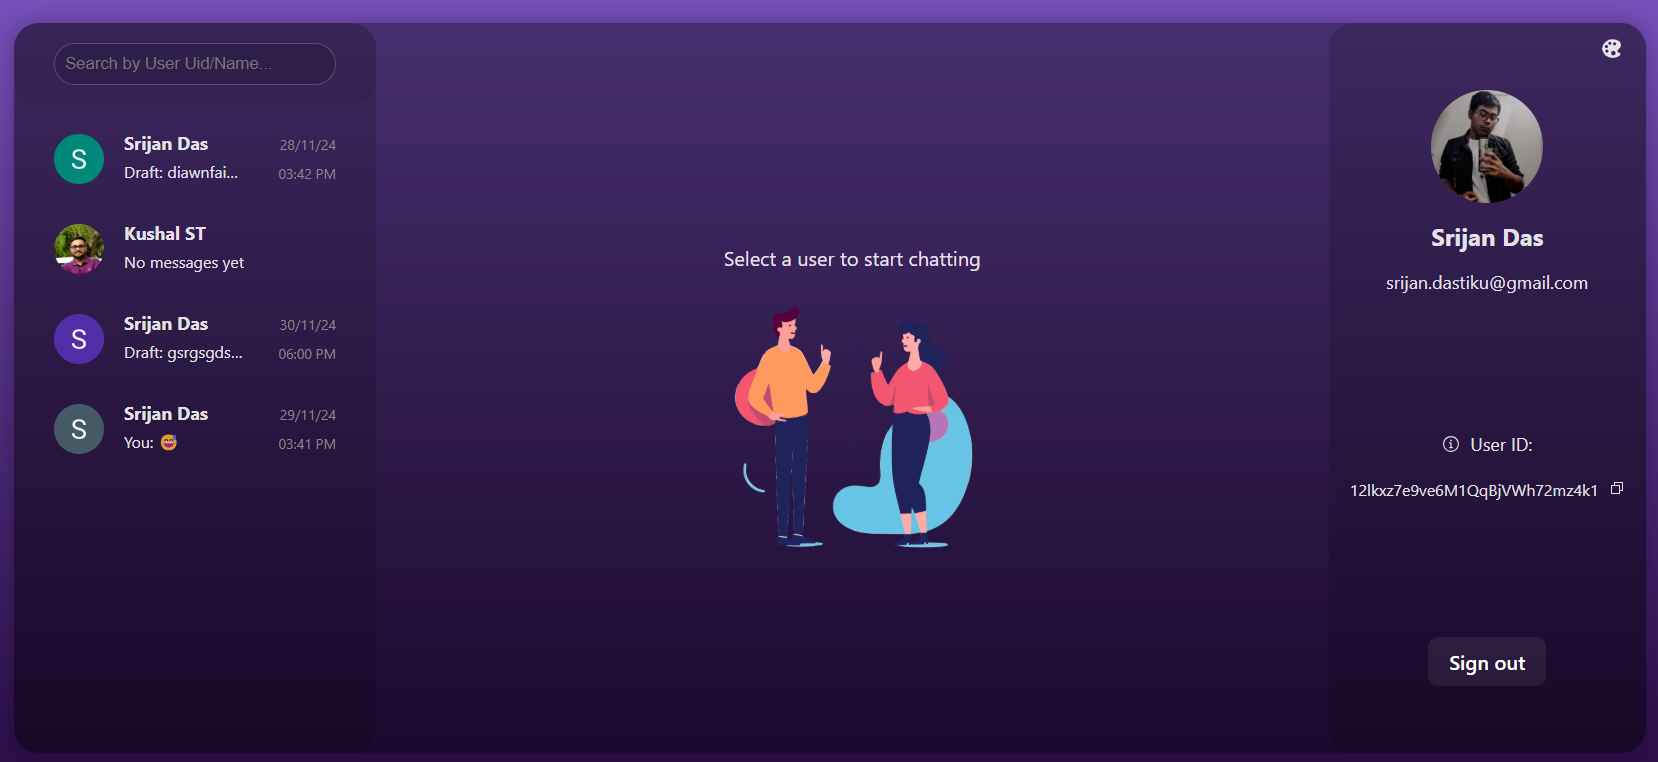 Search by User Uid/Name...
S
Srijan Das 28/11/24
Draft: diawnfai... 03:42 PM
Kushal ST
No messages yet
S
Srijan Das 30/11/24
Draft: gsrgsgds... 06:00 PM
S
Srijan Das 29/11/24
You: 😅 03:41 PM
Select a user to start chatting
Srijan Das
srijan.dastiku@gmail.com
User ID:
12lkxz7e9ve6M1QqBjVWh72mz4k1
Sign out